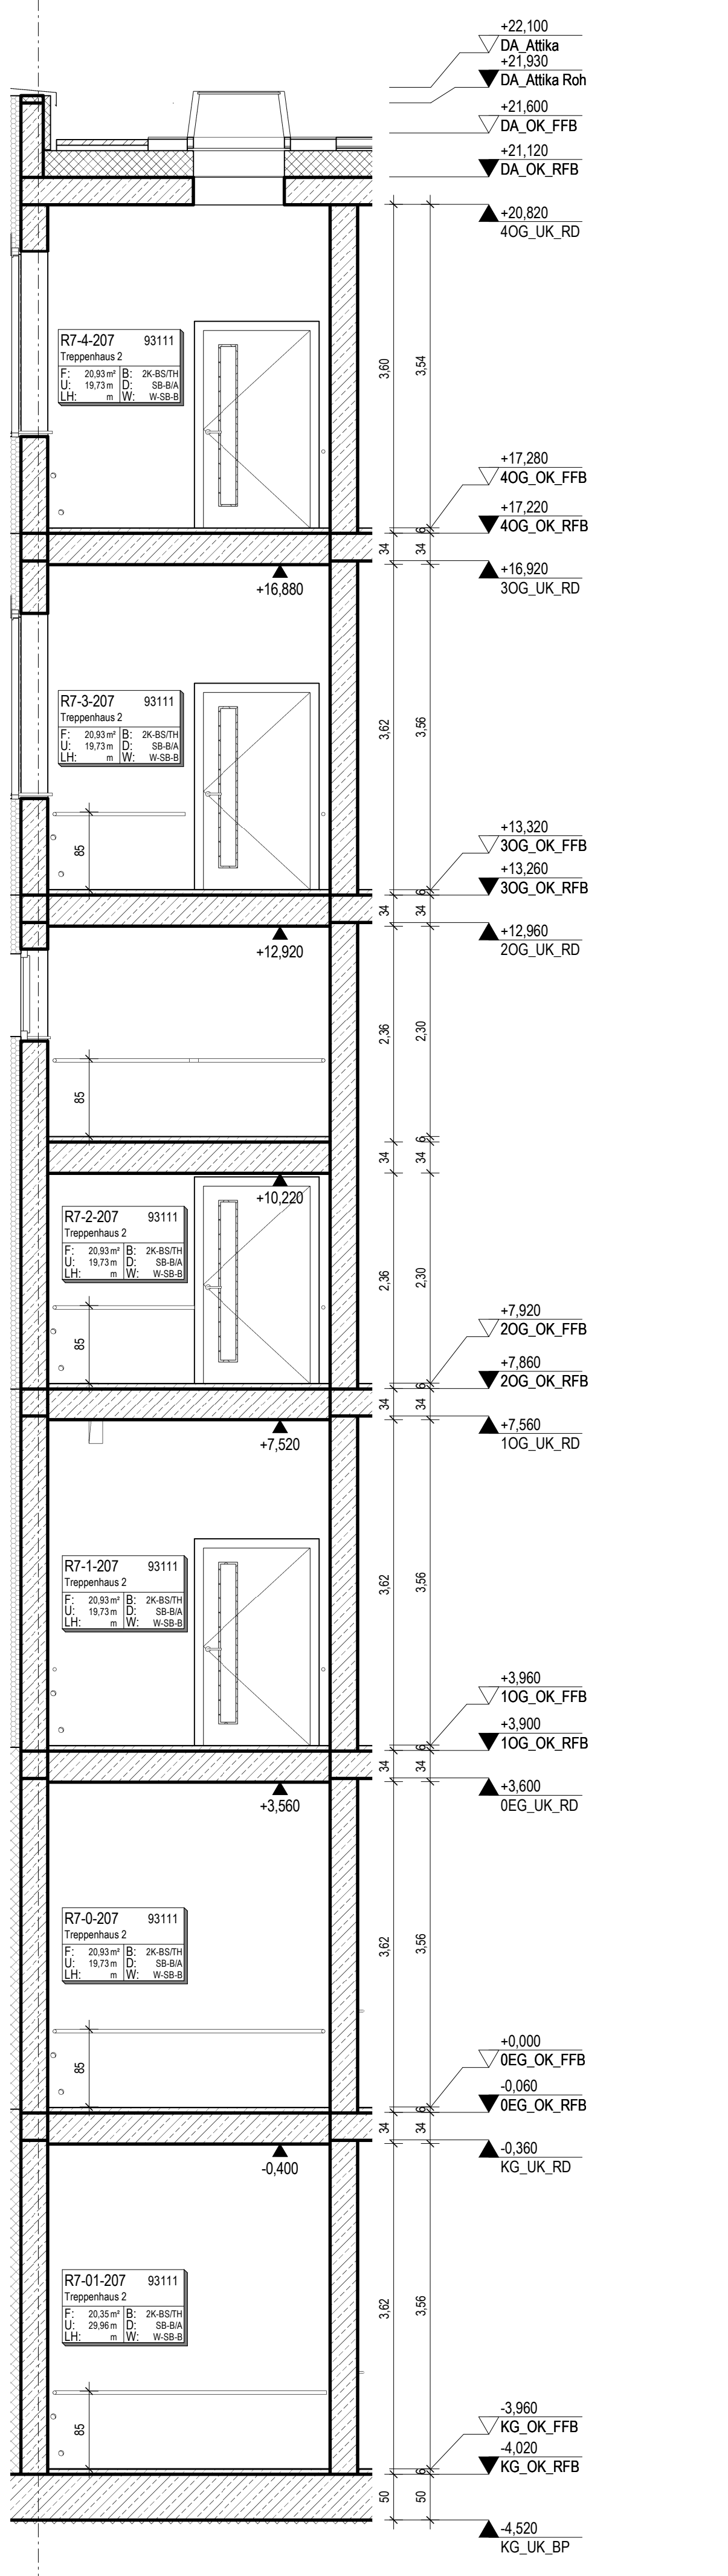 +22,100
DA_Attika
+21,930
DA_Attika Roh
+21,600
DA_OK_FFB
+21,120
DA_OK_RFB
+20,820
4OG_UK_RD
R7-4-207 93111
Treppenhaus 2
F: 20,93 m² B: 2K-BS/TH
U: 19,73 m D: SB-B/A
LH: m W: W-SB-B
3,60
3,54
+17,280
4OG_OK_FFB
+17,220
4OG_OK_RFB
6
34
34
+16,920
3OG_UK_RD
+16,880
R7-3-207 93111
Treppenhaus 2
F: 20,93 m² B: 2K-BS/TH
U: 19,73 m D: SB-B/A
LH: m W: W-SB-B
3,62
3,56
85
+13,320
3OG_OK_FFB
+13,260
3OG_OK_RFB
6
34
34
+12,960
2OG_UK_RD
+12,920
2,36
2,30
85
6
34
34
+10,220
R7-2-207 93111
Treppenhaus 2
F: 20,93 m² B: 2K-BS/TH
U: 19,73 m D: SB-B/A
LH: m W: W-SB-B
2,36
2,30
85
+7,920
2OG_OK_FFB
+7,860
2OG_OK_RFB
6
34
34
+7,560
1OG_UK_RD
+7,520
R7-1-207 93111
Treppenhaus 2
F: 20,93 m² B: 2K-BS/TH
U: 19,73 m D: SB-B/A
LH: m W: W-SB-B
3,62
3,56
+3,960
1OG_OK_FFB
+3,900
1OG_OK_RFB
6
34
34
+3,600
0EG_UK_RD
+3,560
R7-0-207 93111
Treppenhaus 2
F: 20,93 m² B: 2K-BS/TH
U: 19,73 m D: SB-B/A
LH: m W: W-SB-B
3,62
3,56
85
+0,000
0EG_OK_FFB
-0,060
0EG_OK_RFB
6
34
34
-0,360
KG_UK_RD
-0,400
R7-01-207 93111
Treppenhaus 2
F: 20,35 m² B: 2K-BS/TH
U: 29,96 m D: SB-B/A
LH: m W: W-SB-B
3,62
3,56
85
-3,960
KG_OK_FFB
-4,020
KG_OK_RFB
6
50
50
-4,520
KG_UK_BP